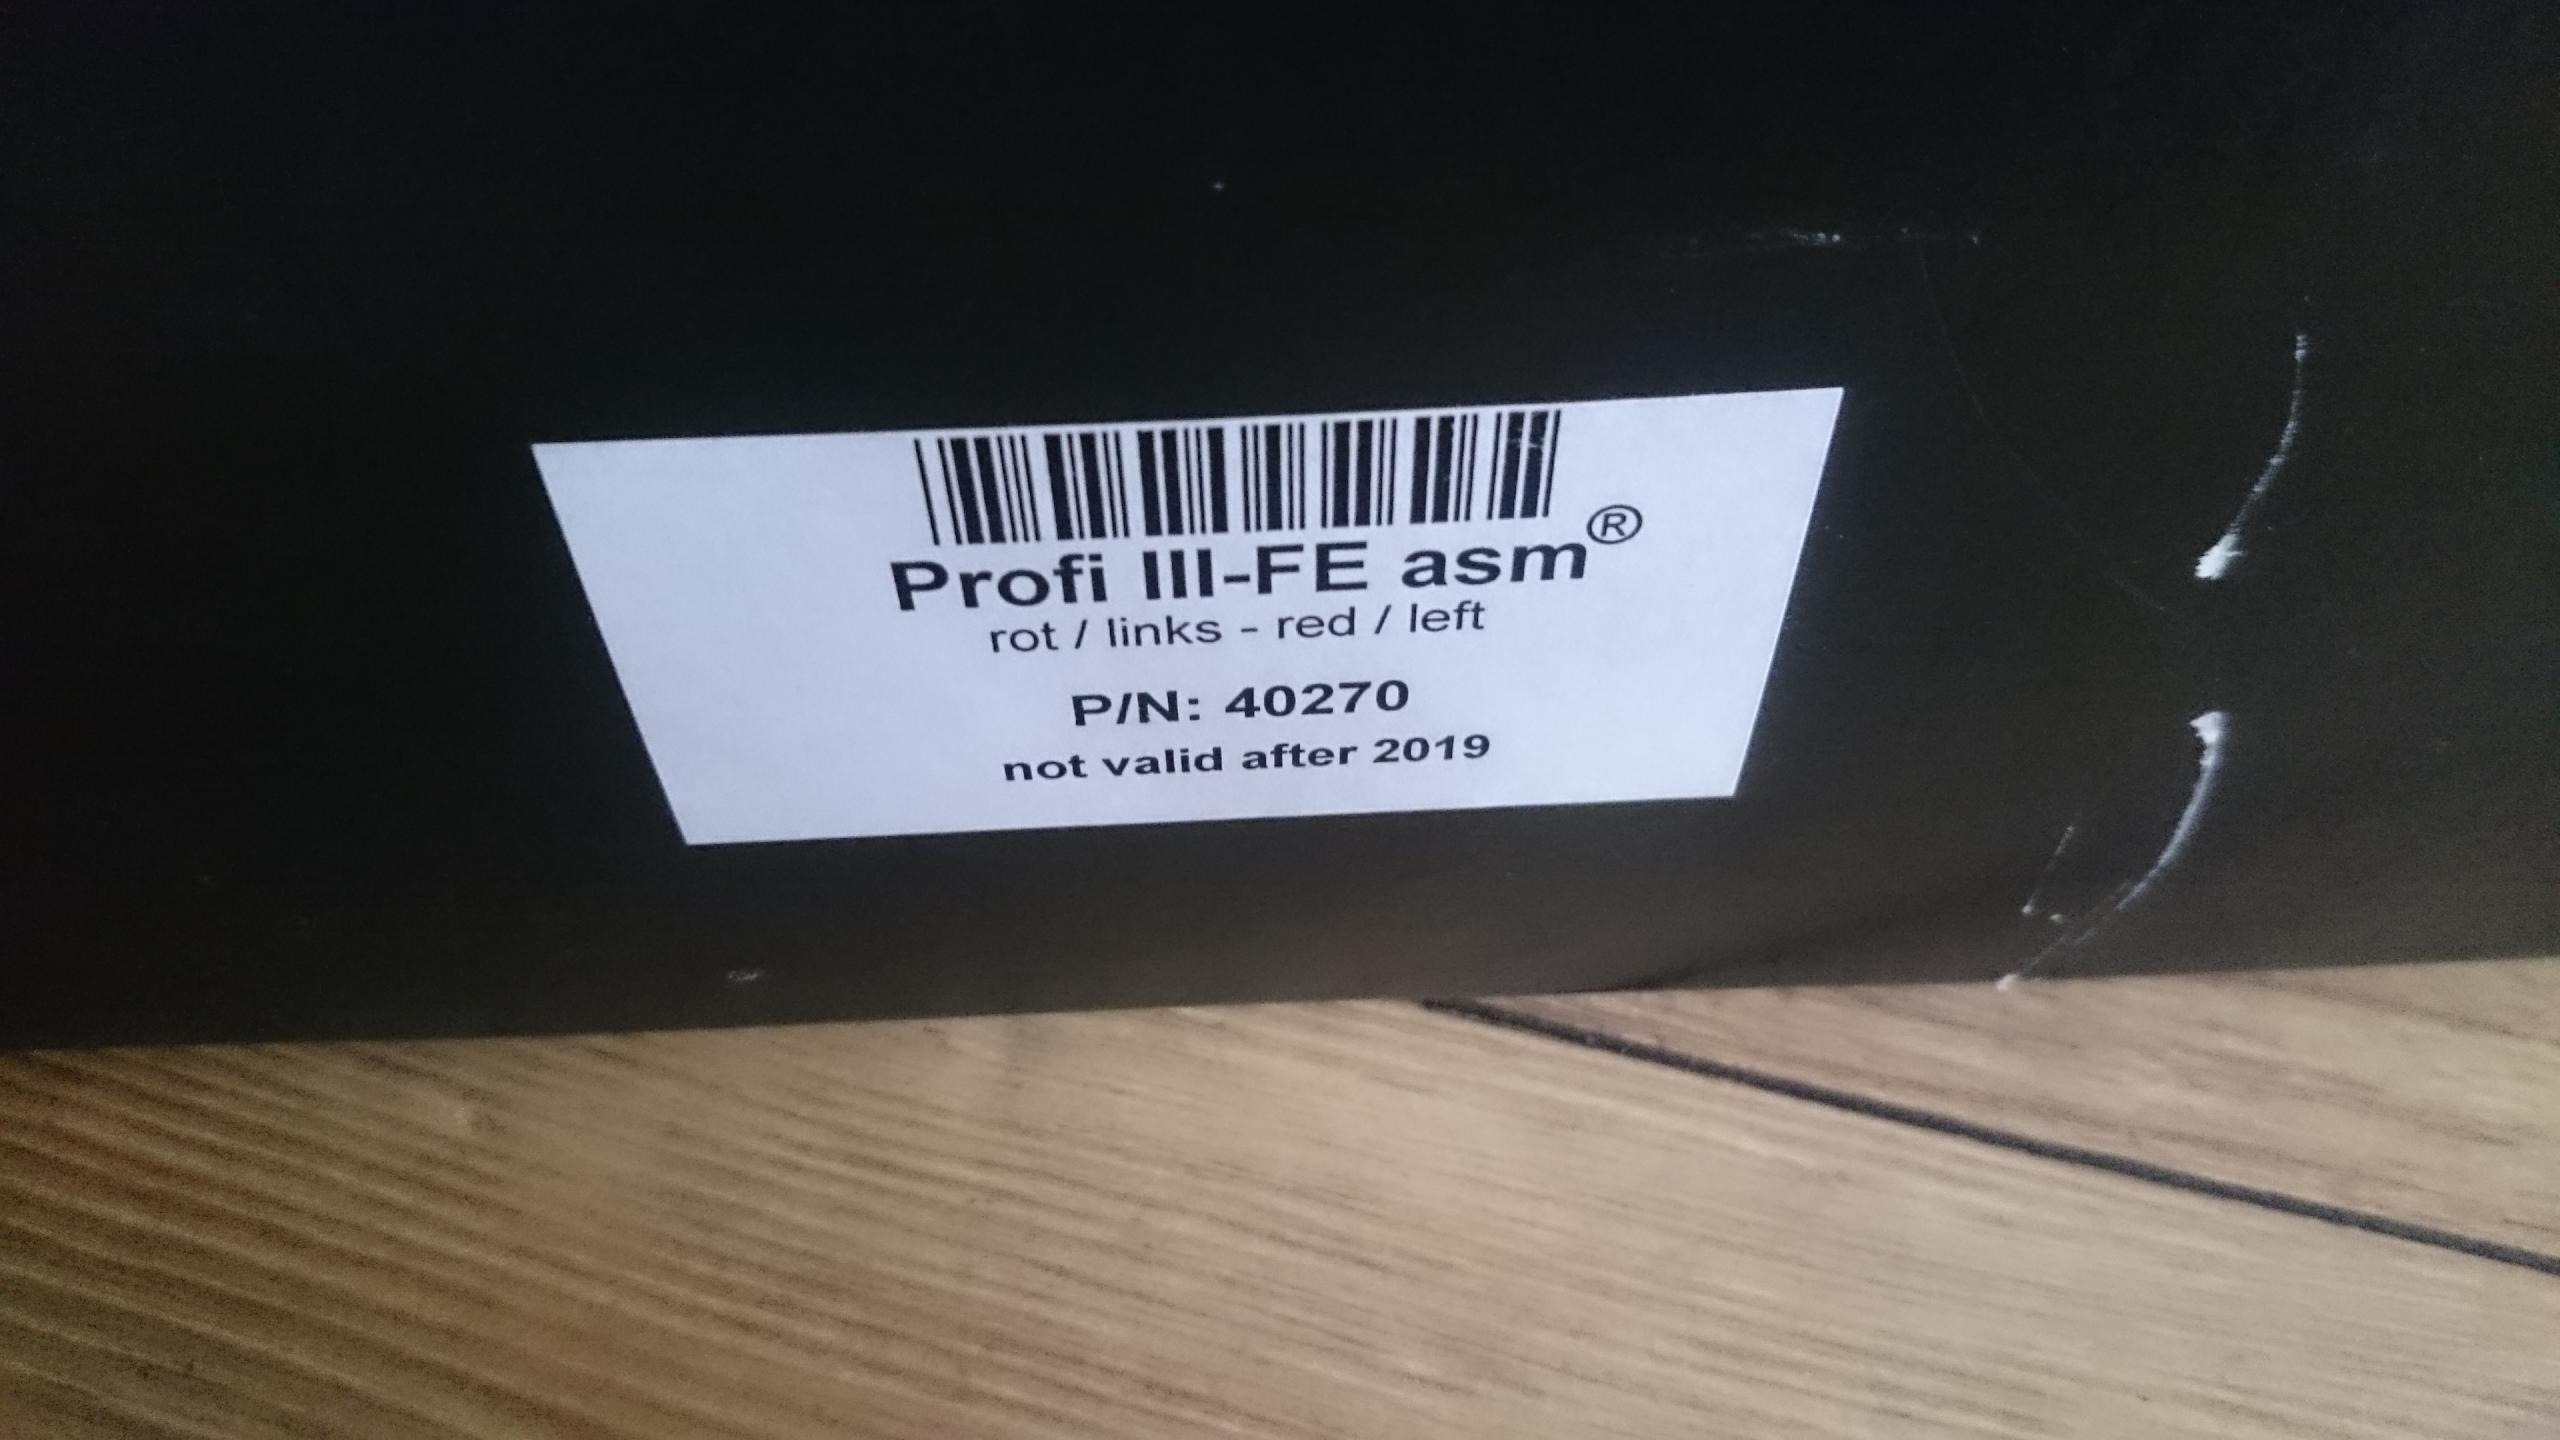 Profi III-FE asm®
rot / links - red / left
P/N: 40270
not valid after 2019